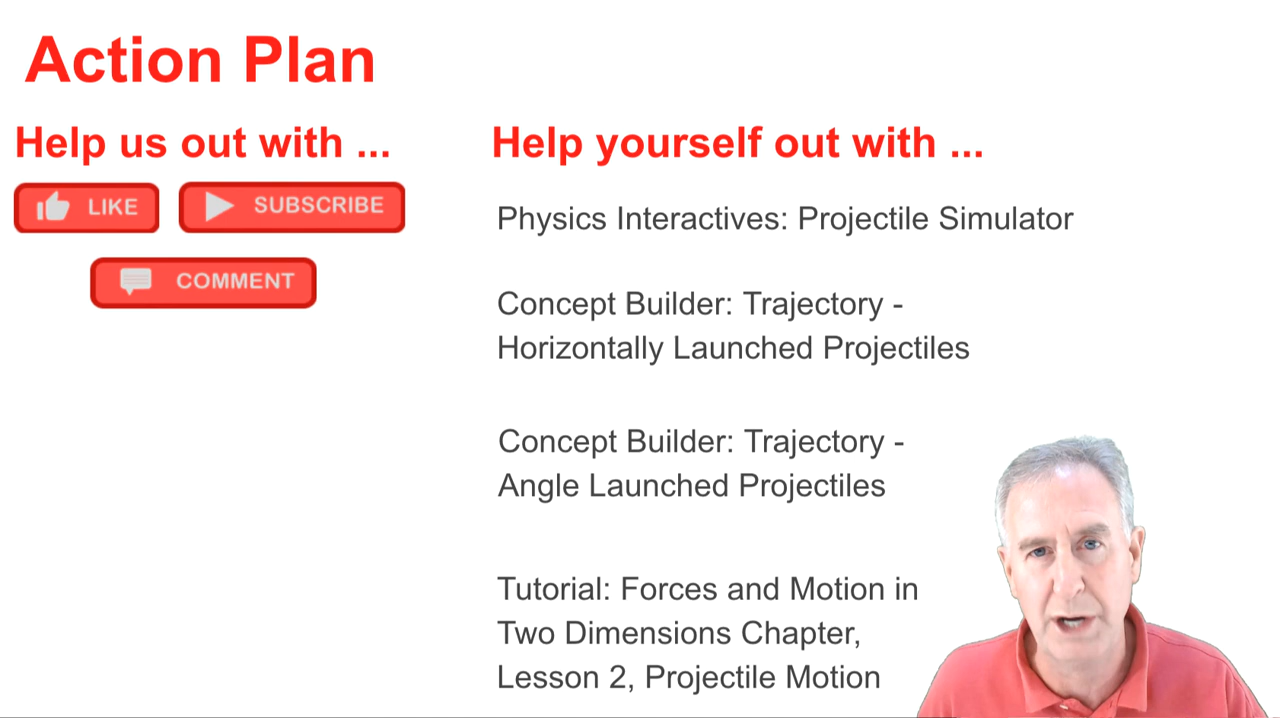 Action Plan
Help us out with ...
LIKE
SUBSCRIBE
COMMENT
Help yourself out with ...
Physics Interactives: Projectile Simulator
Concept Builder: Trajectory -
Horizontally Launched Projectiles
Concept Builder: Trajectory -
Angle Launched Projectiles
Tutorial: Forces and Motion in
Two Dimensions Chapter,
Lesson 2, Projectile Motion